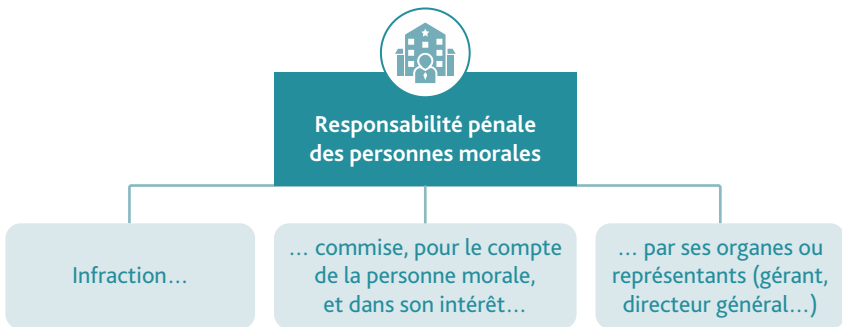 Responsabilité pénale
des personnes morales
Infraction…
… commise, pour le compte
de la personne morale,
et dans son intérêt…
… par ses organes ou
représentants (gérant,
directeur général…)